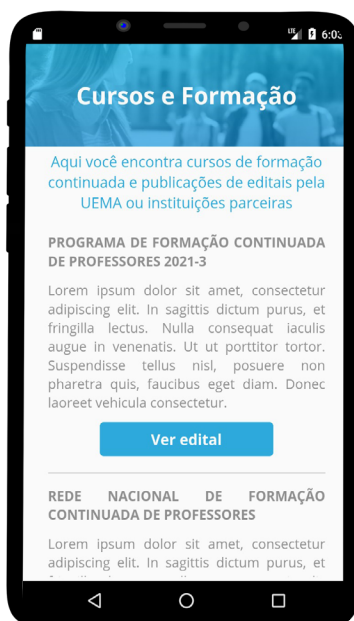 LTE 6:03
Cursos e Formação
Aqui você encontra cursos de formação
continuada e publicações de editais pela
UEMA ou instituições parceiras
PROGRAMA DE FORMAÇÃO CONTINUADA
DE PROFESSORES 2021-3
Lorem ipsum dolor sit amet, consectetur
adipiscing elit. In sagittis dictum purus, et
fringilla lectus. Nulla consequat iaculis
augue in venenatis. Ut ut porttitor tortor.
Suspendisse tellus nisl, posuere non
pharetra quis, faucibus eget diam. Donec
laoreet vehicula consectetur.
Ver edital
REDE NACIONAL DE FORMAÇÃO
CONTINUADA DE PROFESSORES
Lorem ipsum dolor sit amet, consectetur
adipiscing elit. In sagittis dictum purus, et